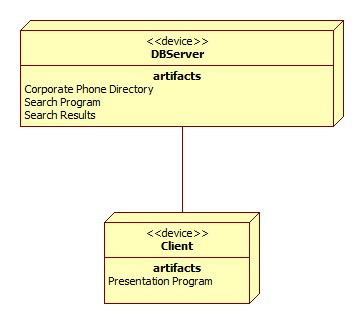 <<device>>
DBServer
artifacts
Corporate Phone Directory
Search Program
Search Results
<<device>>
Client
artifacts
Presentation Program